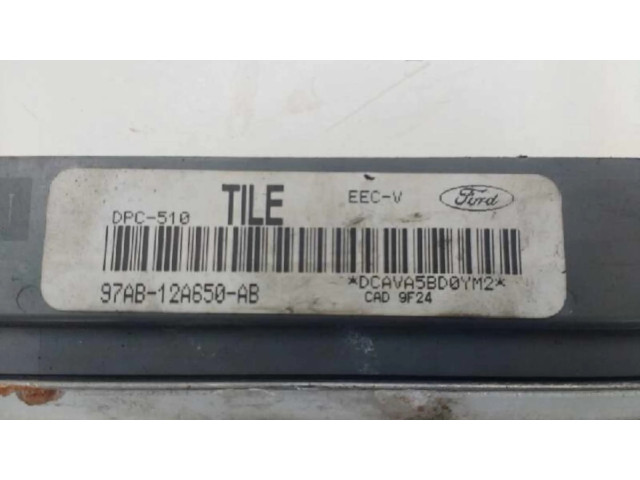 TILE EEC-V Ford
DPC-510
*DCAVA5BD0YM2*
97AB-12A650-AB CAD 9F24